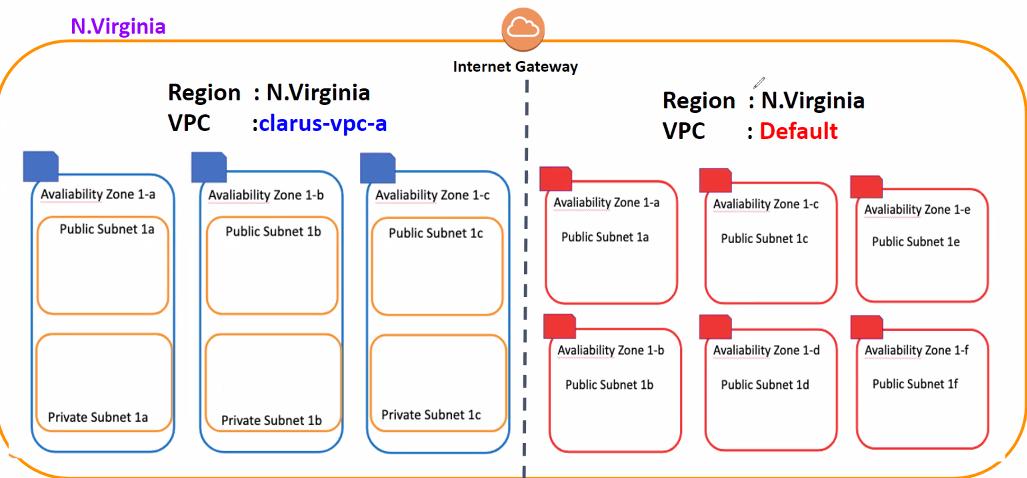 N.Virginia
Internet Gateway
Region : N.Virginia
VPC :clarus-vpc-a
Avaliability Zone 1-a
Public Subnet 1a
Private Subnet 1a
Avaliability Zone 1-b
Public Subnet 1b
Private Subnet 1b
Avaliability Zone 1-c
Public Subnet 1c
Private Subnet 1c
Region : N.Virginia
VPC : Default
Avaliability Zone 1-a
Public Subnet 1a
Avaliability Zone 1-c
Public Subnet 1c
Avaliability Zone 1-e
Public Subnet 1e
Avaliability Zone 1-b
Public Subnet 1b
Avaliability Zone 1-d
Public Subnet 1d
Avaliability Zone 1-f
Public Subnet 1f